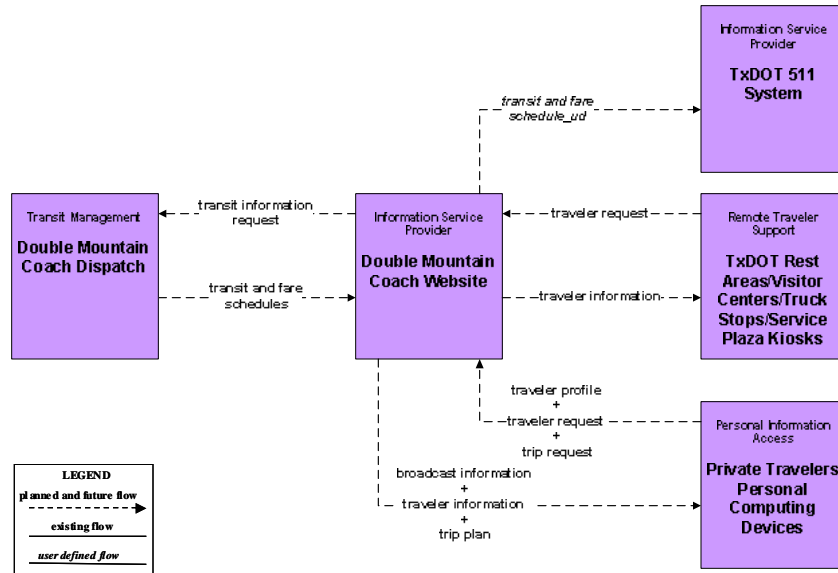 Information Service
Provider
TxDOT 511
System
transit and fare
schedule_ud
Transit Management
Double Mountain
Coach Dispatch
transit information
request
transit and fare
schedules
Information Service
Provider
Double Mountain
Coach Website
traveler request
traveler information
Remote Traveler
Support
TxDOT Rest
Areas/Visitor
Centers/Truck
Stops/Service
Plaza Kiosks
traveler profile
+
traveler request
+
trip request
broadcast information
+
traveler information
+
trip plan
Personal Information
Access
Private Travelers
Personal
Computing
Devices
LEGEND
planned and future flow
existing flow
user defined flow